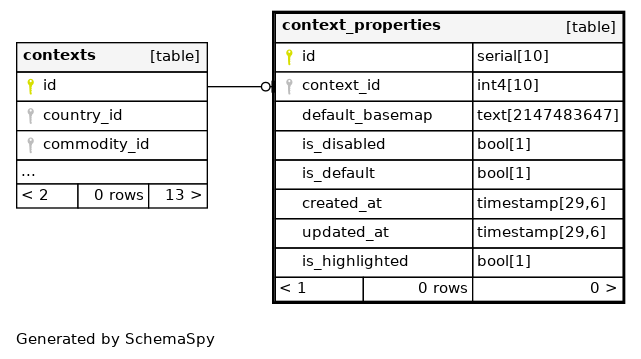 contexts [table]
id
country_id
commodity_id
...
< 2 0 rows 13 >
context_properties [table]
id serial[10]
context_id int4[10]
default_basemap text[2147483647]
is_disabled bool[1]
is_default bool[1]
created_at timestamp[29,6]
updated_at timestamp[29,6]
is_highlighted bool[1]
< 1 0 rows 0 >
Generated by SchemaSpy